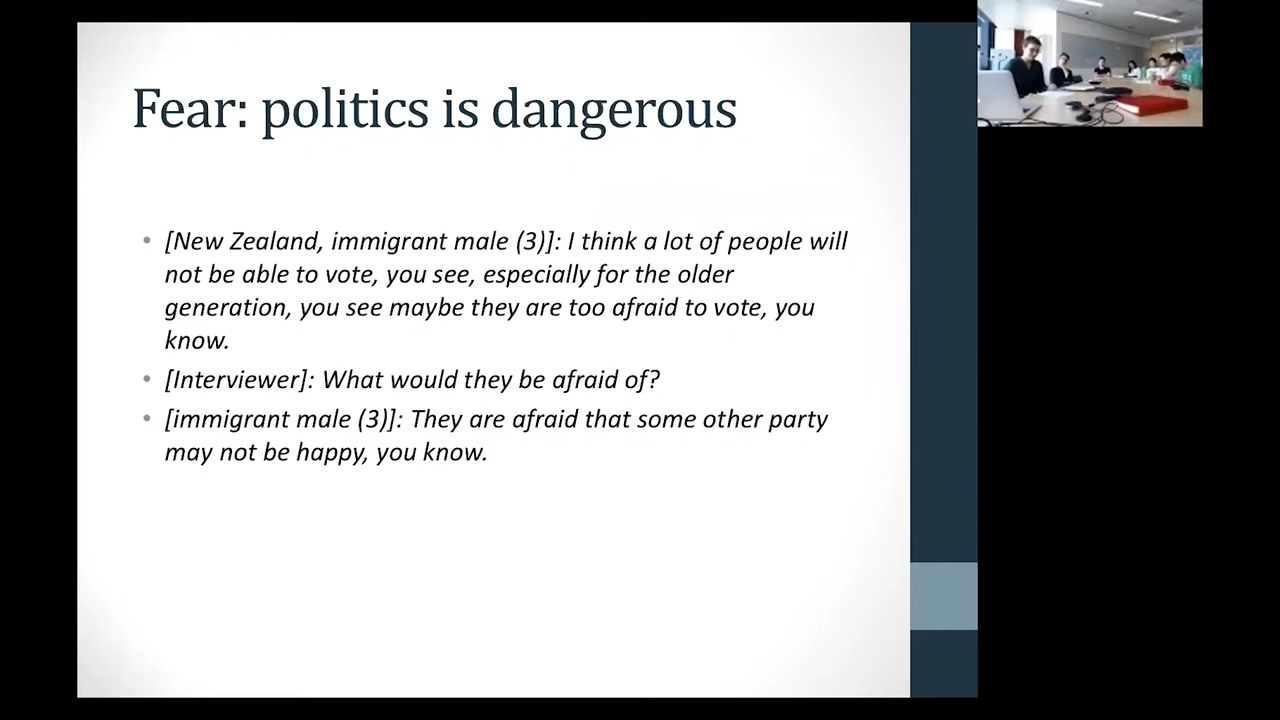 Fear: politics is dangerous
• [New Zealand, immigrant male (3)]: I think a lot of people will
not be able to vote, you see, especially for the older
generation, you see maybe they are too afraid to vote, you
know.
• [Interviewer]: What would they be afraid of?
• [immigrant male (3)]: They are afraid that some other party
may not be happy, you know.